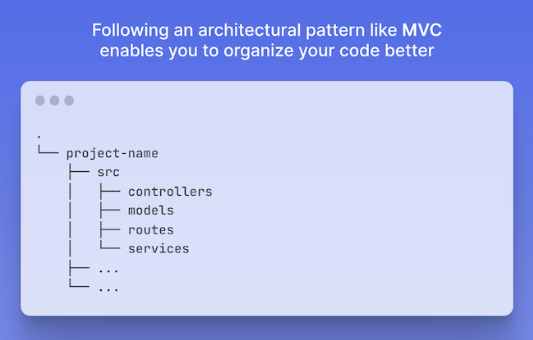 Following an architectural pattern like MVC
enables you to organize your code better
.
└── project-name
    ├── src
    │   ├── controllers
    │   ├── models
    │   ├── routes
    │   └── services
    ├── ...
    └── ...